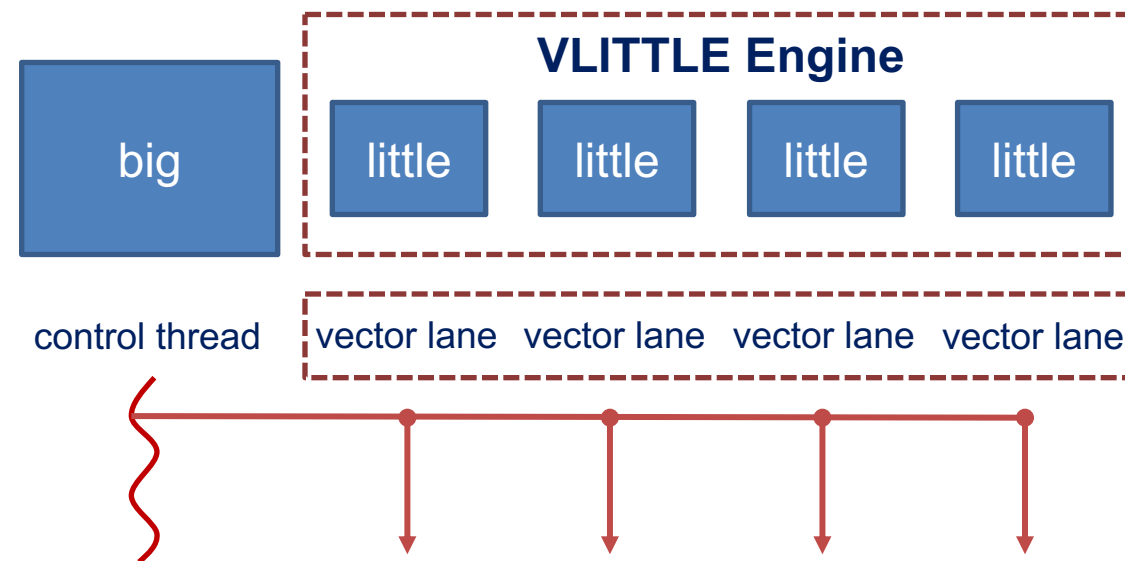 VLITTLE Engine
big little little little little
control thread vector lane vector lane vector lane vector lane